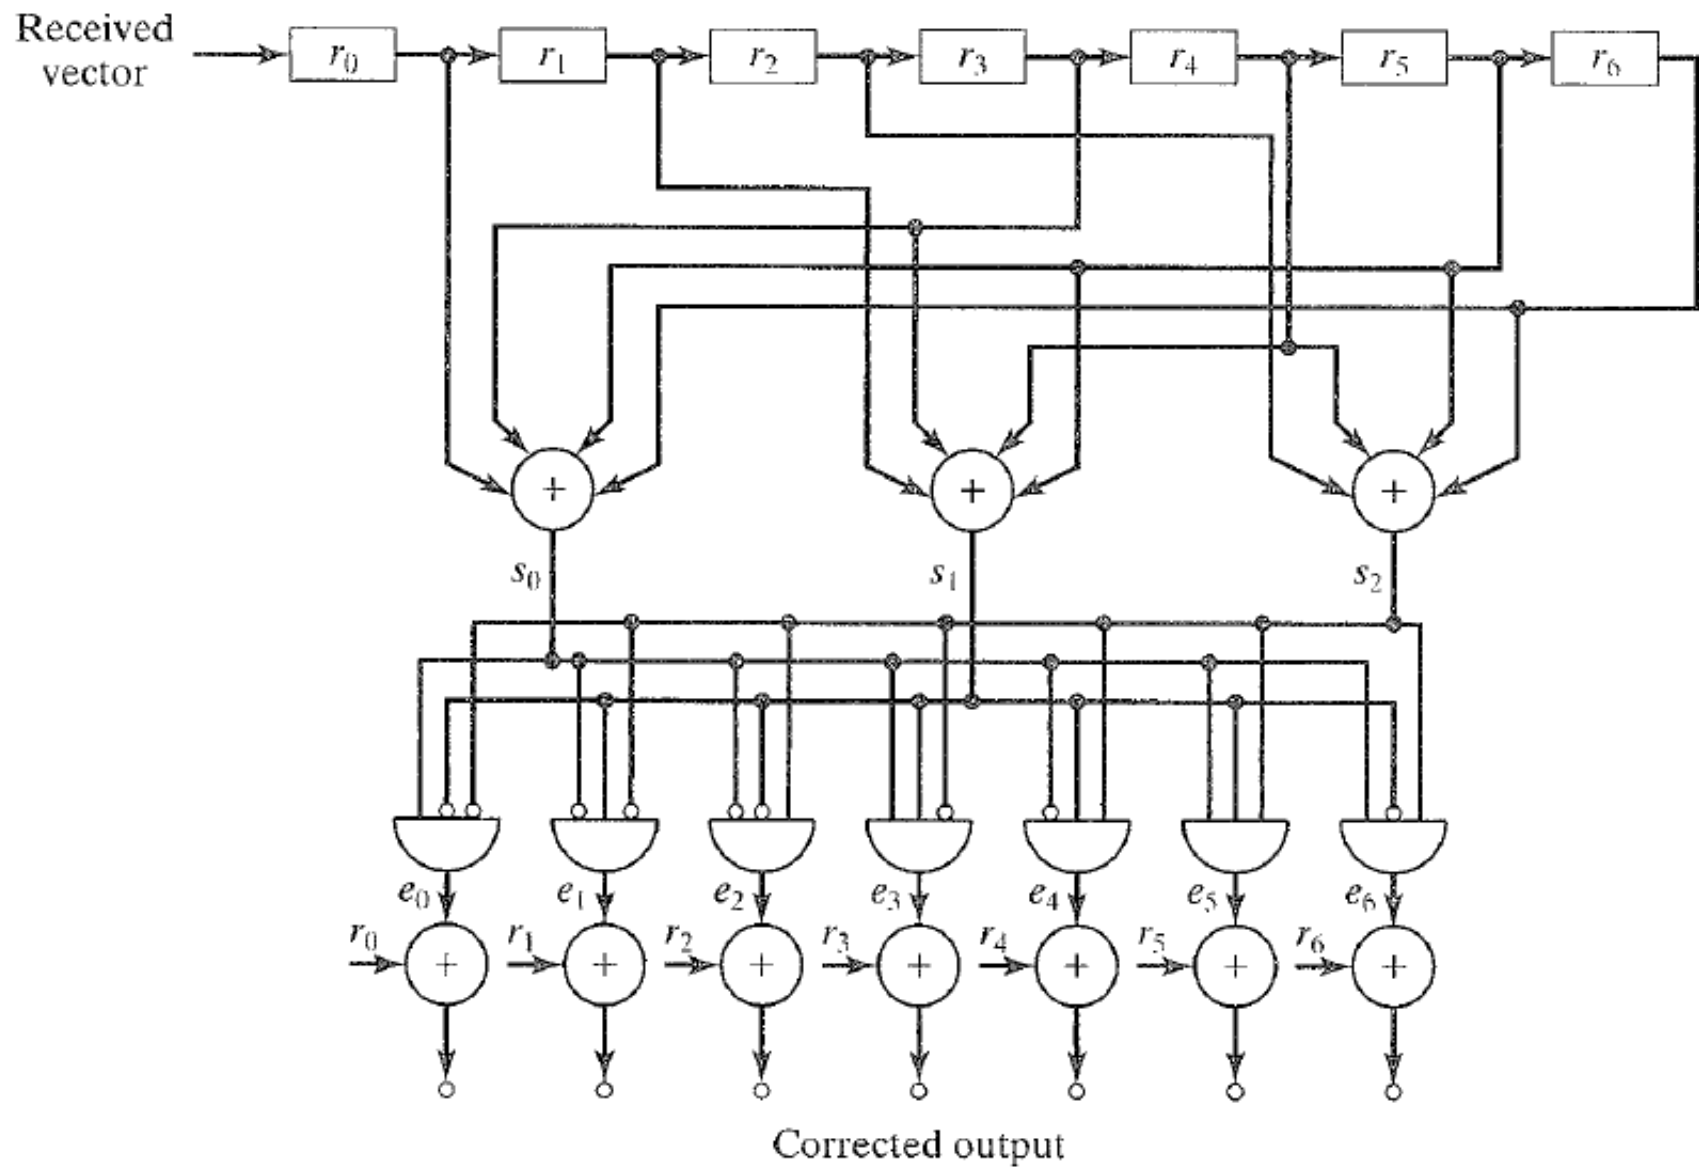 Received
vector
r0 r1 r2 r3 r4 r5 r6
+ + +
s0 s1 s2
e0 e1 e2 e3 e4 e5 e6
r0 r1 r2 r3 r4 r5 r6
+ + + + + + +
Corrected output